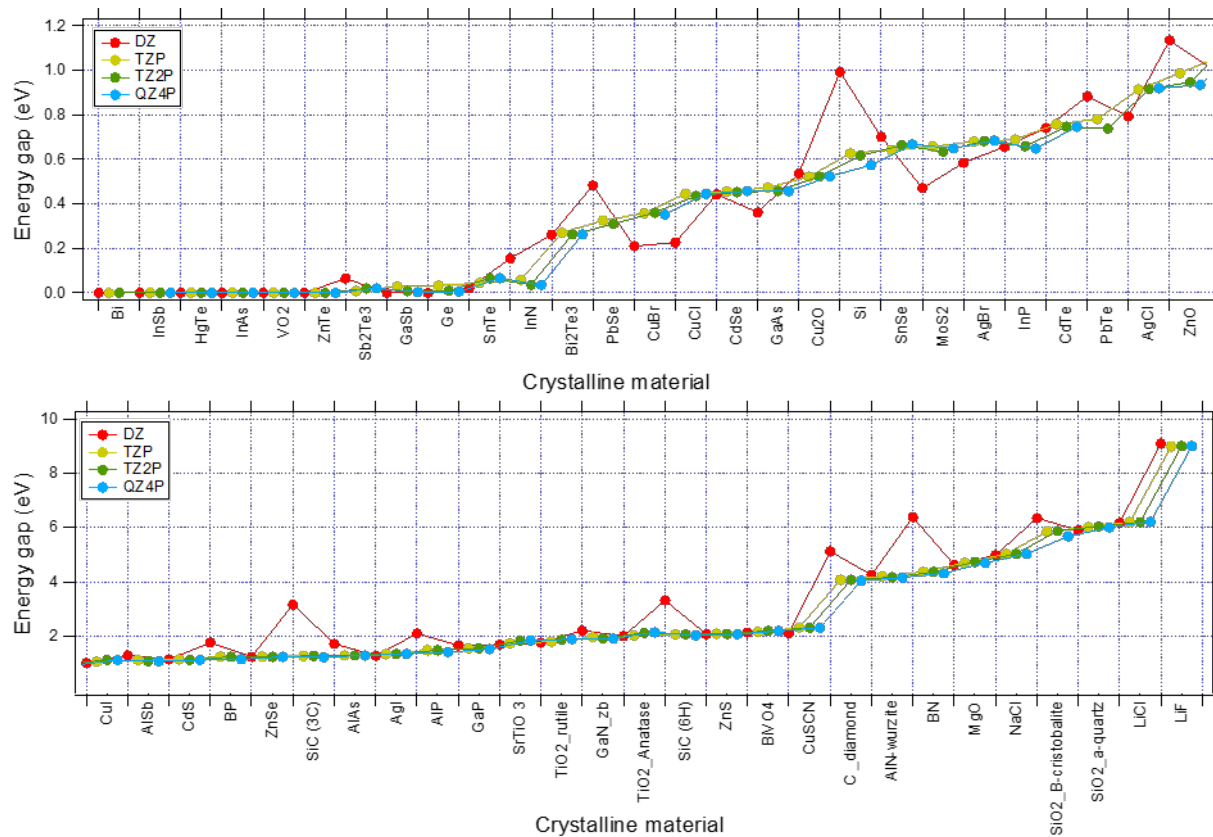 Energy gap (eV)
1.2
1.0
0.8
0.6
0.4
0.2
0.0
DZ
TZP
TZ2P
QZ4P
Bi
InSb
HgTe
InAs
VO2
ZnTe
Sb2Te3
GaSb
Ge
SnTe
InN
Bi2Te3
PbSe
CuBr
CuCl
CdSe
GaAs
Cu2O
Si
SnSe
MoS2
AgBr
InP
CdTe
PbTe
AgCl
ZnO
Crystalline material
Energy gap (eV)
10
8
6
4
2
DZ
TZP
TZ2P
QZ4P
CuI
AlSb
CdS
BP
ZnSe
SiC (3C)
AlAs
AgI
AlP
GaP
SrTiO 3
TiO2_rutile
GaN_zb
TiO2_Anatase
SiC (6H)
ZnS
BiVO4
CuSCN
C_diamond
AlN-wurzite
BN
MgO
NaCl
SiO2_B-cristobalite
SiO2_a-quartz
LiCl
LiF
Crystalline material